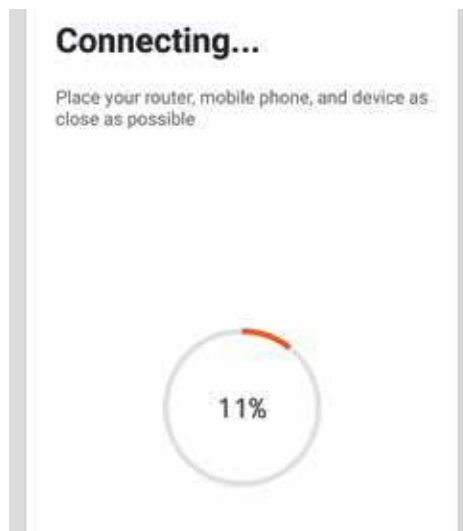 Connecting...
Place your router, mobile phone, and device as
close as possible
11%